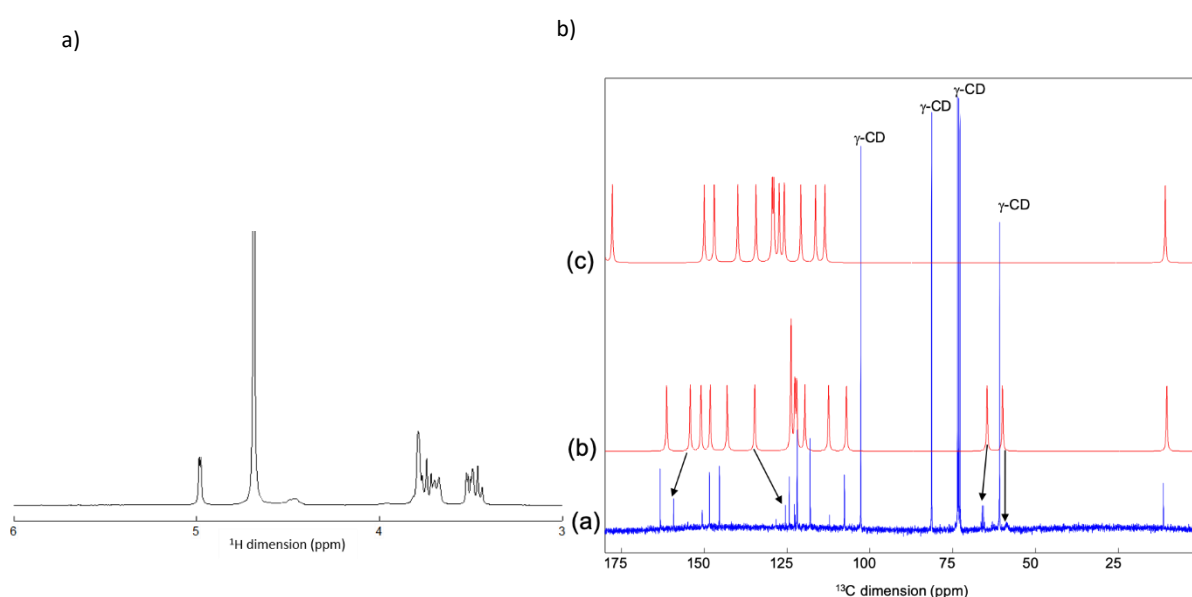 a)
6
5
4
3
¹H dimension (ppm)
b)
γ-CD
γ-CD
γ-CD
γ-CD
(c)
(b)
(a)
175
150
125
100
75
50
25
¹³C dimension (ppm)